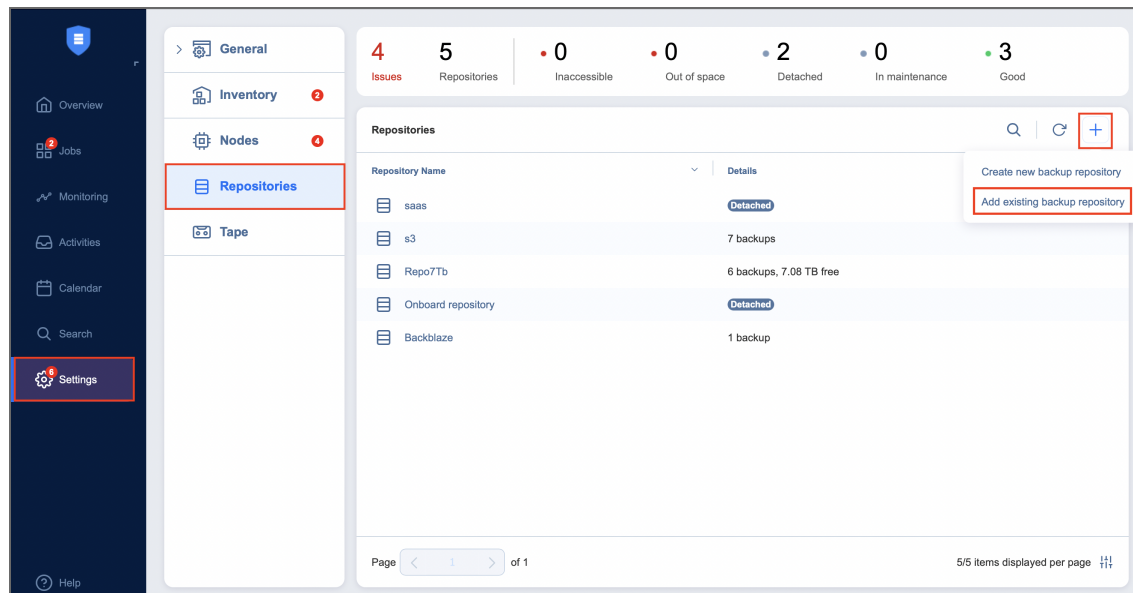 Overview
2
Jobs
Monitoring
Activities
Calendar
Search
6
Settings
? Help
General
Inventory 2
Nodes 4
Repositories
Tape
4 5 0 0 2 0 3
Issues Repositories Inaccessible Out of space Detached In maintenance Good
Repositories
Repository Name Details
Create new backup repository
Add existing backup repository
saas Detached
s3 7 backups
Repo7Tb 6 backups, 7.08 TB free
Onboard repository Detached
Backblaze 1 backup
Page 1 of 1 5/5 items displayed per page